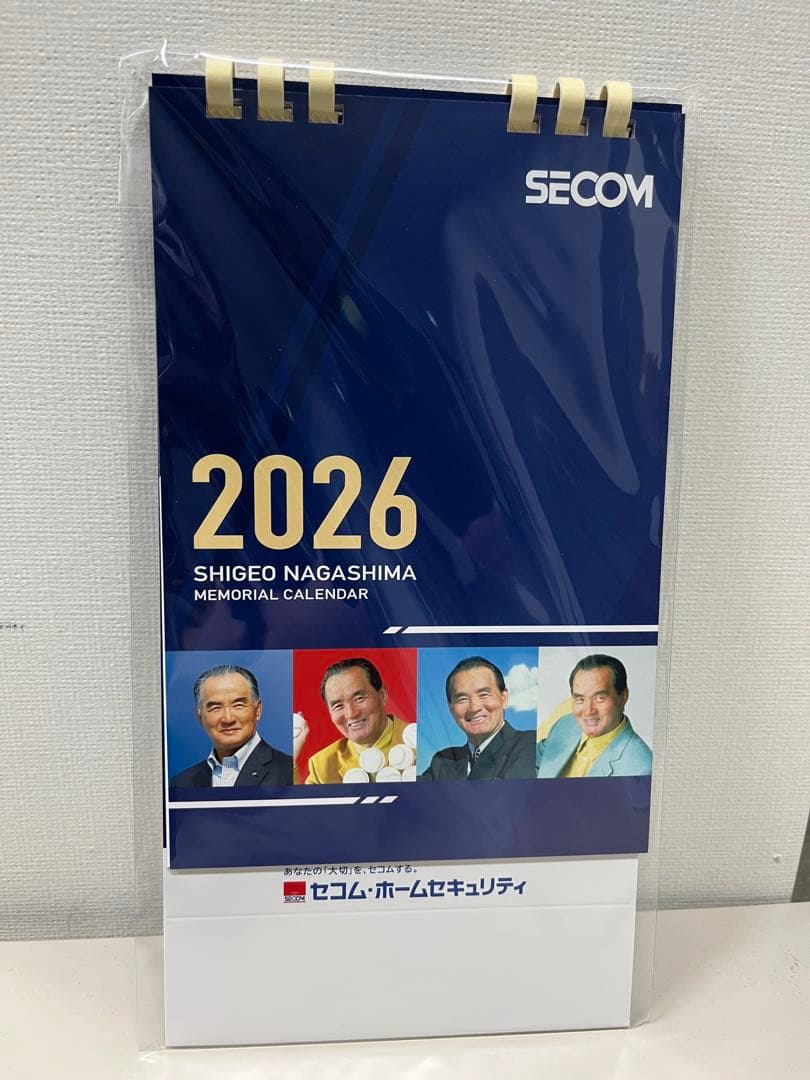 SECOM
2026
SHIGEO NAGASHIMA
MEMORIAL CALENDAR
あなたの「大切」を、セコムする。
SECOM セコム・ホームセキュリティ